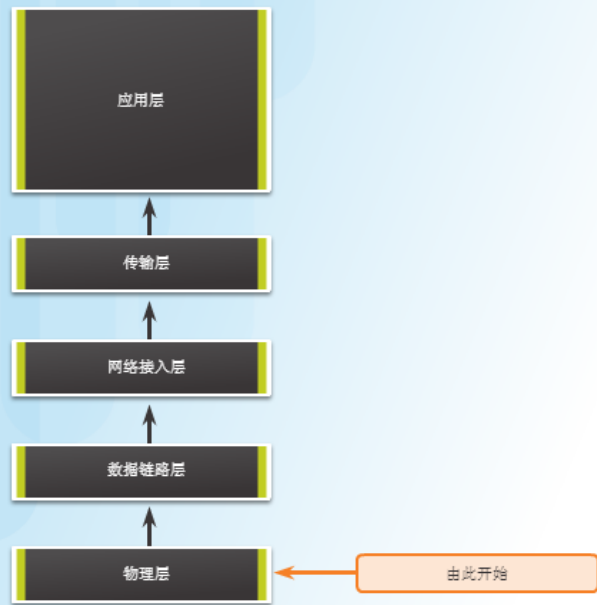 应用层
传输层
网络接入层
数据链路层
物理层
由此开始